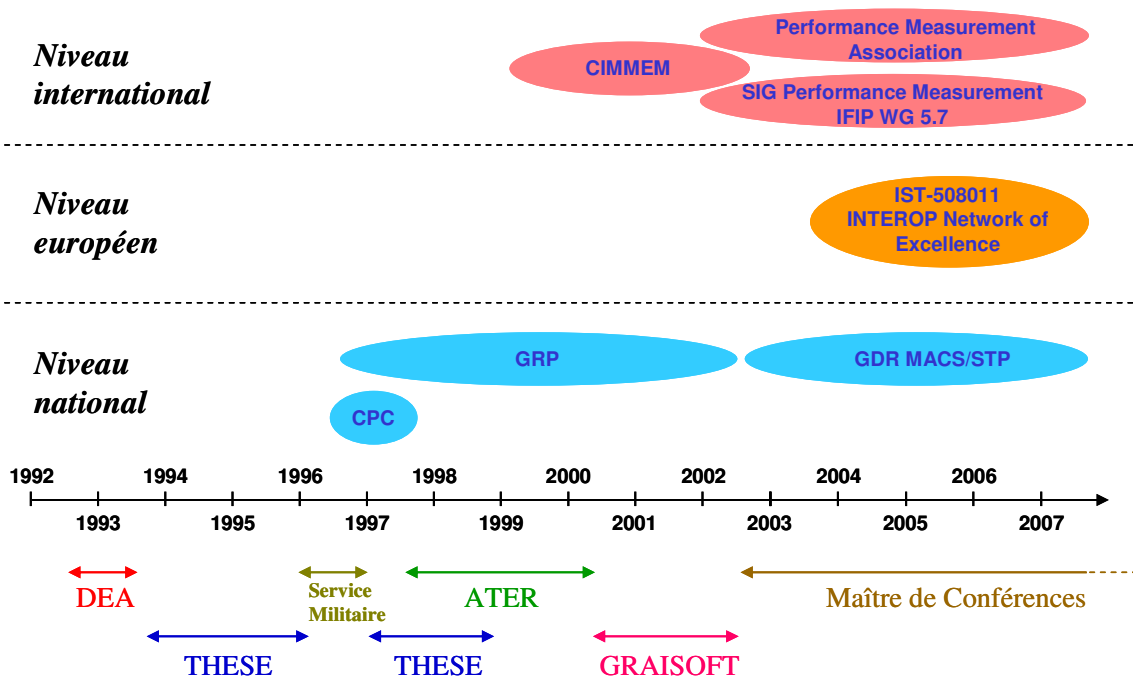 Niveau
international
Performance Measurement
Association
CIMMEM
SIG Performance Measurement
IFIP WG 5.7
Niveau
européen
IST-508011
INTEROP Network of
Excellence
Niveau
national
GRP
GDR MACS/STP
CPC
1992 1994 1996 1998 2000 2002 2004 2006
1993 1995 1997 1999 2001 2003 2005 2007
DEA
Service
Militaire
ATER
Maître de Conférences
THESE
THESE
GRAISOFT